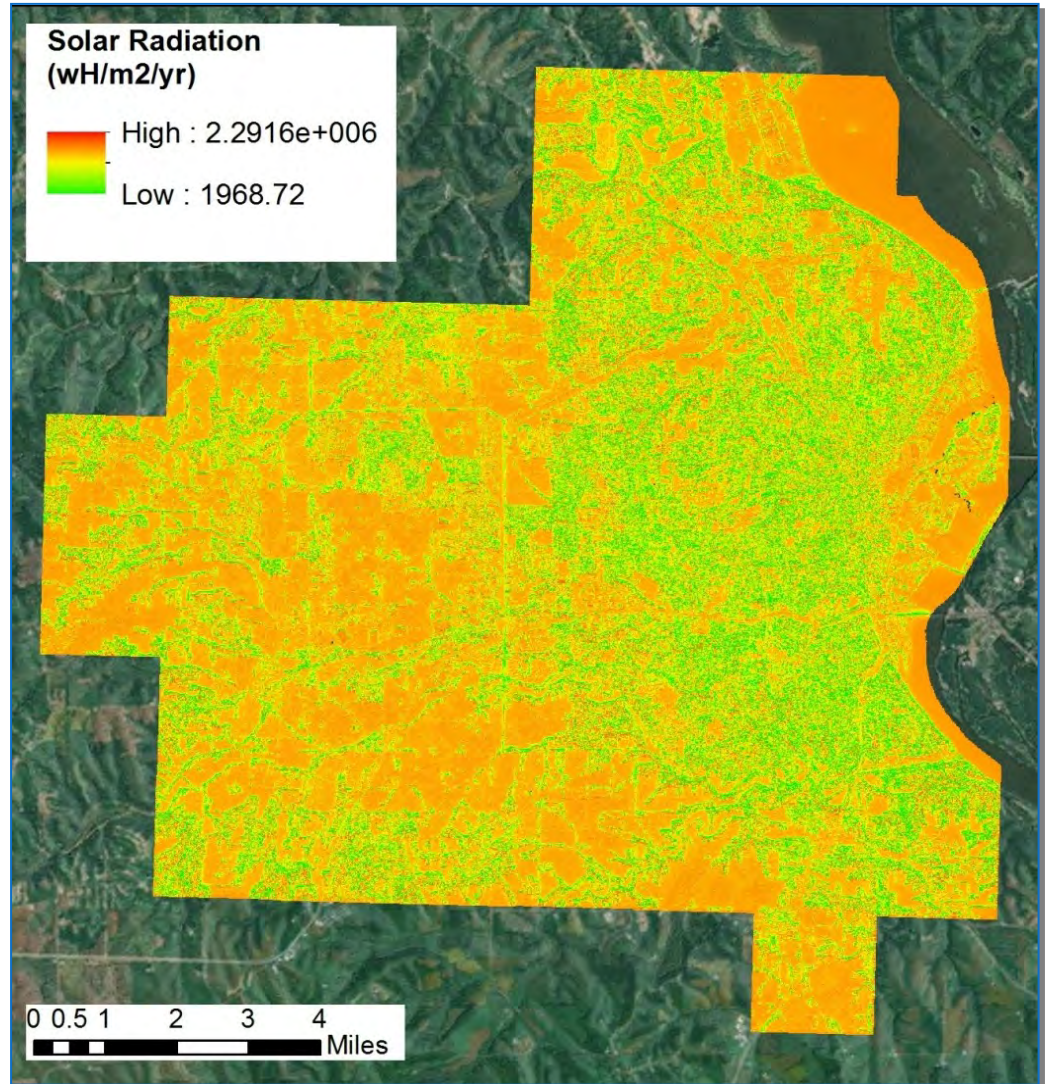 Solar Radiation
(wH/m2/yr)
High : 2.2916e+006
Low : 1968.72
0 0.5 1 2 3 4
Miles